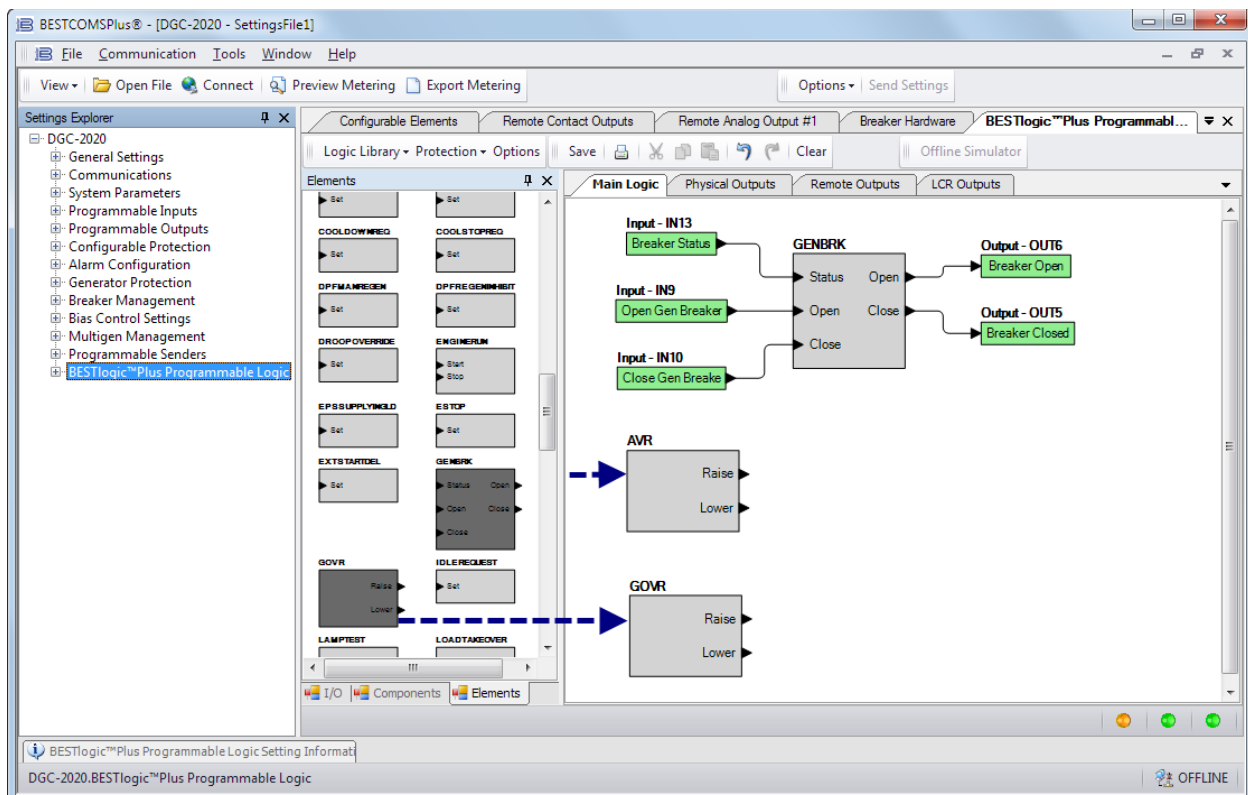 BESTCOMSPlus® - [DGC-2020 - SettingsFile1]
File Communication Tools Window Help
View Open File Connect Preview Metering Export Metering Options Send Settings
Settings Explorer
DGC-2020
General Settings
Communications
System Parameters
Programmable Inputs
Programmable Outputs
Configurable Protection
Alarm Configuration
Generator Protection
Breaker Management
Bias Control Settings
Multigen Management
Programmable Senders
BESTlogic™Plus Programmable Logic
Configurable Elements Remote Contact Outputs Remote Analog Output #1 Breaker Hardware BESTlogic™Plus Programmabl...
Logic Library Protection Options Save Clear Offline Simulator
Elements
Set Set
COOLDOWNREQ COOLSTOPREQ
Set Set
DPFMANREGEN DPFREGENINHIBIT
Set Set
DROOPOVERRIDE ENGINERUN
Set Start
Stop
EPSSUPPLYINGLD ESTOP
Set Set
EXTSTARTDEL GENBRK
Set Status Open
Open Close
Close
GOVR IDLEREQUEST
Raise Set
Lower
LAMPTEST LOADTAKEOVER
I/O Components Elements
Main Logic Physical Outputs Remote Outputs LCR Outputs
Input - IN13
Breaker Status
Input - IN9
Open Gen Breaker
Input - IN10
Close Gen Breake
GENBRK
Status Open
Open Close
Close
Output - OUT6
Breaker Open
Output - OUT5
Breaker Closed
AVR
Raise
Lower
GOVR
Raise
Lower
BESTlogic™Plus Programmable Logic Setting Informati
DGC-2020.BESTlogic™Plus Programmable Logic OFFLINE